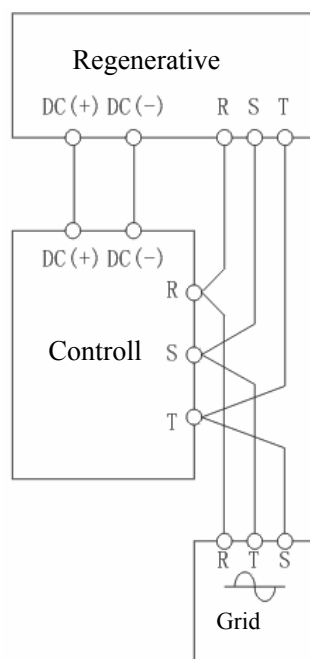 Regenerative
DC(+) DC(-) R S T
DC(+) DC(-)
R
Controll S
T
R T S
Grid